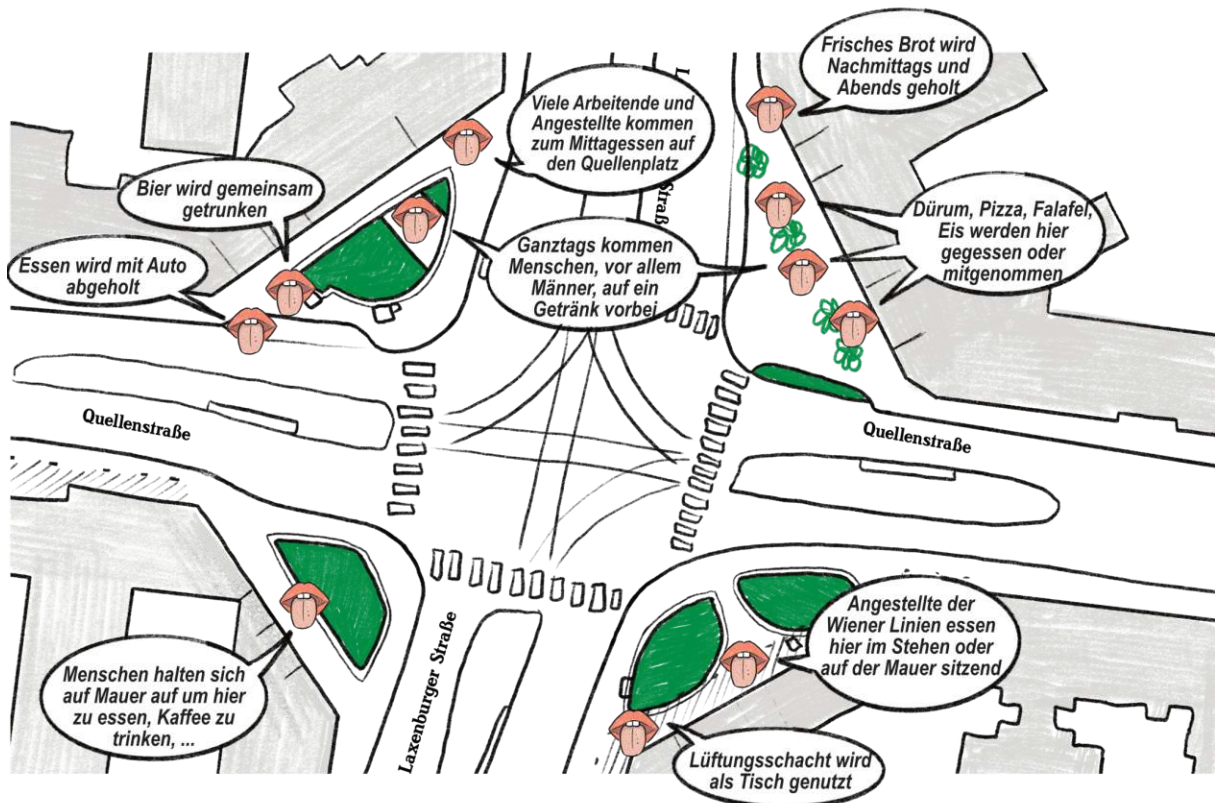 Frisches Brot wird
Nachmittags und
Abends geholt
Viele Arbeitende und
Angestellte kommen
zum Mittagessen auf
den Quellenplatz
Bier wird gemeinsam
getrunken
Dürum, Pizza, Falafel,
Eis werden hier
gegessen oder
mitgenommen
Essen wird mit Auto
abgeholt
Ganztags kommen
Menschen, vor allem
Männer, auf ein
Getränk vorbei
Quellenstraße
Quellenstraße
Laxenburger Straße
Angestellte der
Wiener Linien essen
hier im Stehen oder
auf der Mauer sitzend
Menschen halten sich
auf Mauer auf um hier
zu essen, Kaffee zu
trinken, ...
Lüftungsschacht wird
als Tisch genutzt